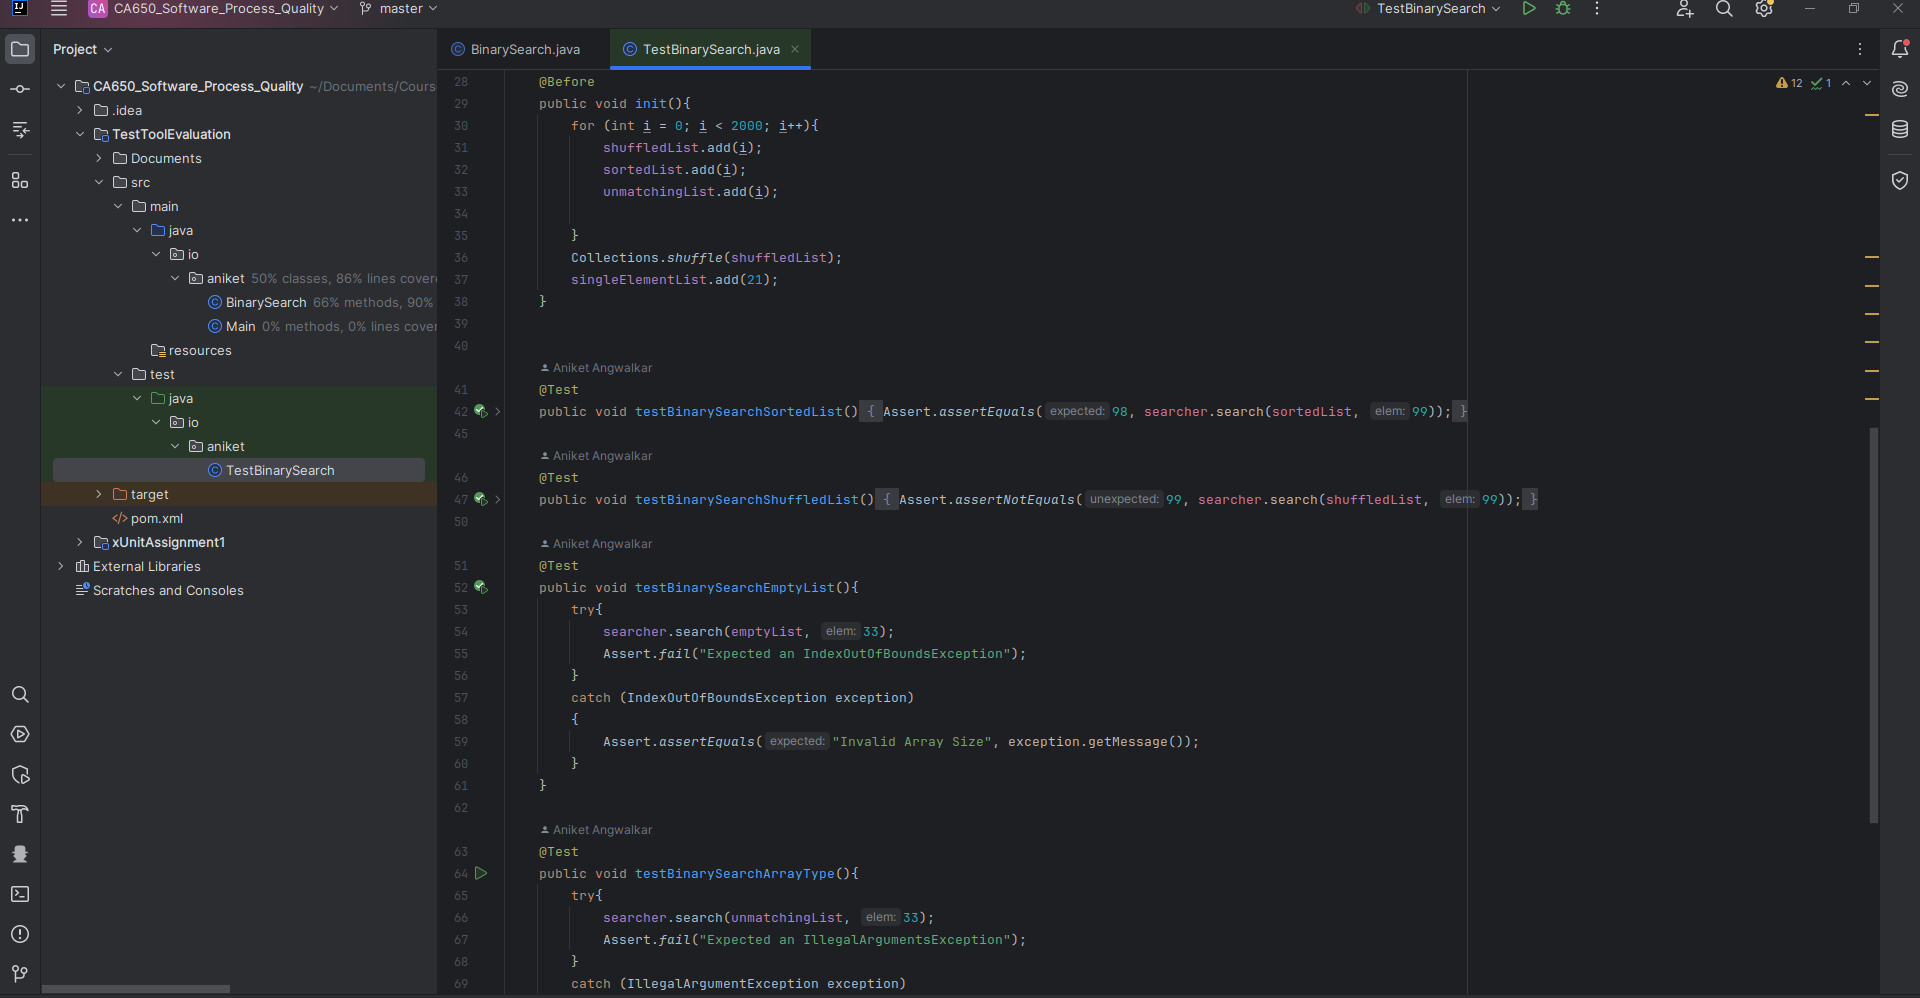 IJ CA CA650_Software_Process_Quality master TestBinarySearch
Project
CA650_Software_Process_Quality ~/Documents/Cours
.idea
TestToolEvaluation
Documents
src
main
java
io
aniket 50% classes, 86% lines cover
BinarySearch 66% methods, 90%
Main 0% methods, 0% lines cover
resources
test
java
io
aniket
TestBinarySearch
target
pom.xml
xUnitAssignment1
External Libraries
Scratches and Consoles
BinarySearch.java TestBinarySearch.java
12 1
28 @Before
29 public void init(){
30 for (int i = 0; i < 2000; i++){
31 shuffledList.add(i);
32 sortedList.add(i);
33 unmatchingList.add(i);
34
35 }
36 Collections.shuffle(shuffledList);
37 singleElementList.add(21);
38 }
39
40
Aniket Angwalkar
41 @Test
42 public void testBinarySearchSortedList() { Assert.assertEquals( expected: 98, searcher.search(sortedList, elem: 99)); }
45
Aniket Angwalkar
46 @Test
47 public void testBinarySearchShuffledList() { Assert.assertNotEquals( unexpected: 99, searcher.search(shuffledList, elem: 99)); }
50
Aniket Angwalkar
51 @Test
52 public void testBinarySearchEmptyList(){
53 try{
54 searcher.search(emptyList, elem: 33);
55 Assert.fail("Expected an IndexOutOfBoundsException");
56 }
57 catch (IndexOutOfBoundsException exception)
58 {
59 Assert.assertEquals( expected: "Invalid Array Size", exception.getMessage());
60 }
61 }
62
Aniket Angwalkar
63 @Test
64 public void testBinarySearchArrayType(){
65 try{
66 searcher.search(unmatchingList, elem: 33);
67 Assert.fail("Expected an IllegalArgumentsException");
68 }
69 catch (IllegalArgumentException exception)